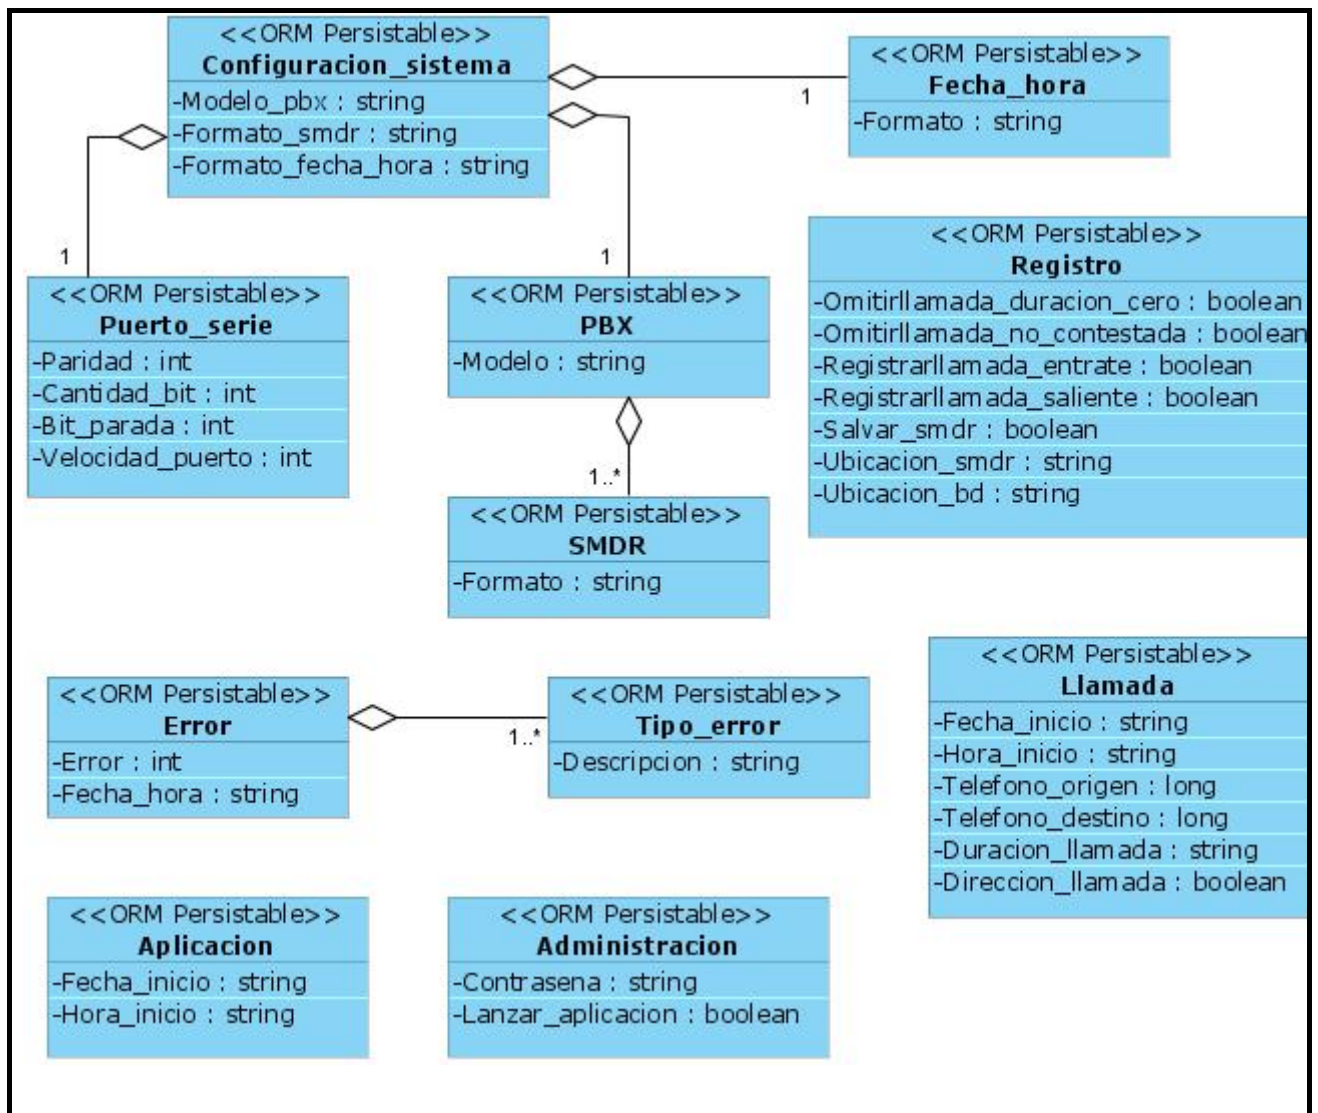 <<ORM Persistable>>
Configuracion_sistema
-Modelo_pbx : string
-Formato_smdr : string
-Formato_fecha_hora : string
<<ORM Persistable>>
Fecha_hora
-Formato : string
1
1
1
<<ORM Persistable>>
Registro
-Omitirllamada_duracion_cero : boolean
-Omitirllamada_no_contestada : boolean
-Registrarllamada_entrate : boolean
-Registrarllamada_saliente : boolean
-Salvar_smdr : boolean
-Ubicacion_smdr : string
-Ubicacion_bd : string
<<ORM Persistable>>
Puerto_serie
-Paridad : int
-Cantidad_bit : int
-Bit_parada : int
-Velocidad_puerto : int
<<ORM Persistable>>
PBX
-Modelo : string
1..*
<<ORM Persistable>>
SMDR
-Formato : string
<<ORM Persistable>>
Error
-Error : int
-Fecha_hora : string
1..*
<<ORM Persistable>>
Tipo_error
-Descripcion : string
<<ORM Persistable>>
Llamada
-Fecha_inicio : string
-Hora_inicio : string
-Telefono_origen : long
-Telefono_destino : long
-Duracion_llamada : string
-Direccion_llamada : boolean
<<ORM Persistable>>
Aplicacion
-Fecha_inicio : string
-Hora_inicio : string
<<ORM Persistable>>
Administracion
-Contrasena : string
-Lanzar_aplicacion : boolean